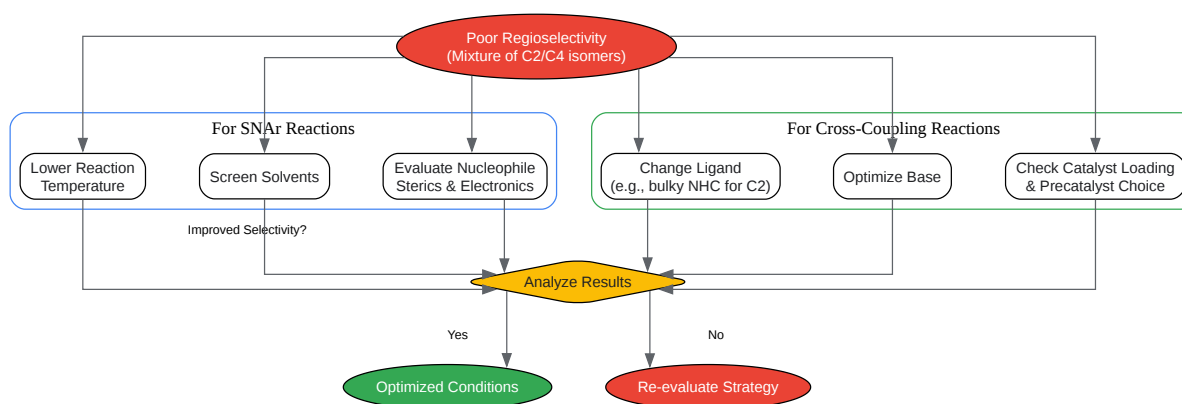 Poor Regioselectivity
(Mixture of C2/C4 isomers)
For SNAr Reactions
For Cross-Coupling Reactions
Lower Reaction
Temperature
Screen Solvents
Evaluate Nucleophile
Sterics & Electronics
Change Ligand
(e.g., bulky NHC for C2)
Optimize Base
Check Catalyst Loading
& Precatalyst Choice
Improved Selectivity?
Analyze Results
Yes
No
Optimized Conditions
Re-evaluate Strategy